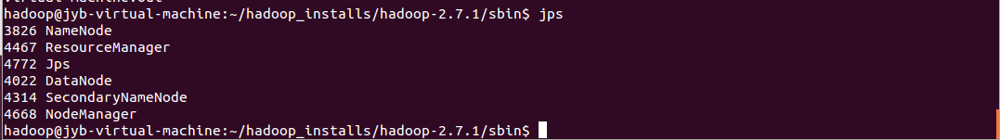 hadoop@jyb-virtual-machine:~/hadoop_installs/hadoop-2.7.1/sbin$ jps
3826 NameNode
4467 ResourceManager
4772 Jps
4022 DataNode
4314 SecondaryNameNode
4668 NodeManager
hadoop@jyb-virtual-machine:~/hadoop_installs/hadoop-2.7.1/sbin$